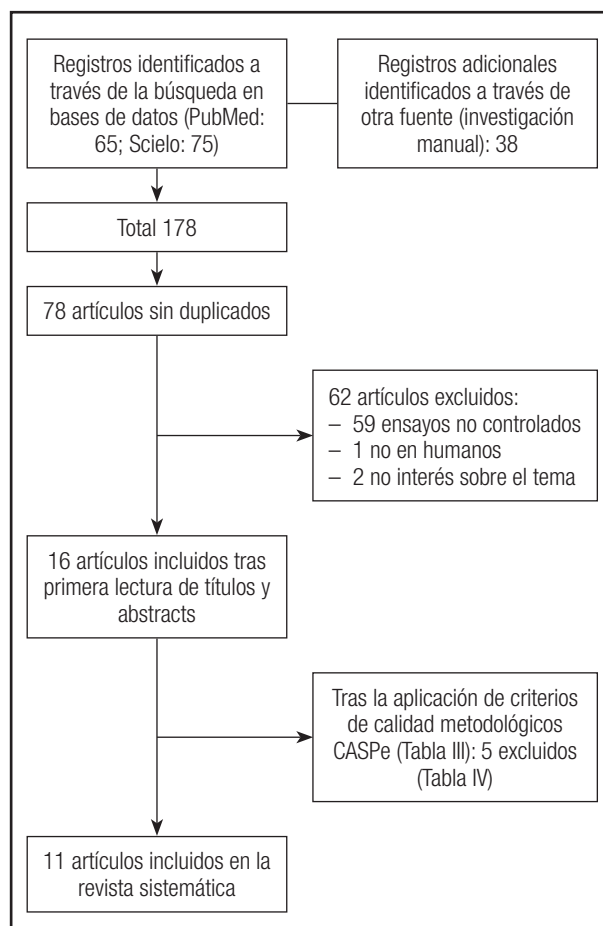 Registros identificados a
través de la búsqueda en
bases de datos (PubMed:
65; Scielo: 75)
Registros adicionales
identificados a través de
otra fuente (investigación
manual): 38
Total 178
78 artículos sin duplicados
62 artículos excluidos:
– 59 ensayos no controlados
– 1 no en humanos
– 2 no interés sobre el tema
16 artículos incluidos tras
primera lectura de títulos y
abstracts
Tras la aplicación de criterios
de calidad metodológicos
CASPe (Tabla III): 5 excluidos
(Tabla IV)
11 artículos incluidos en la
revista sistemática